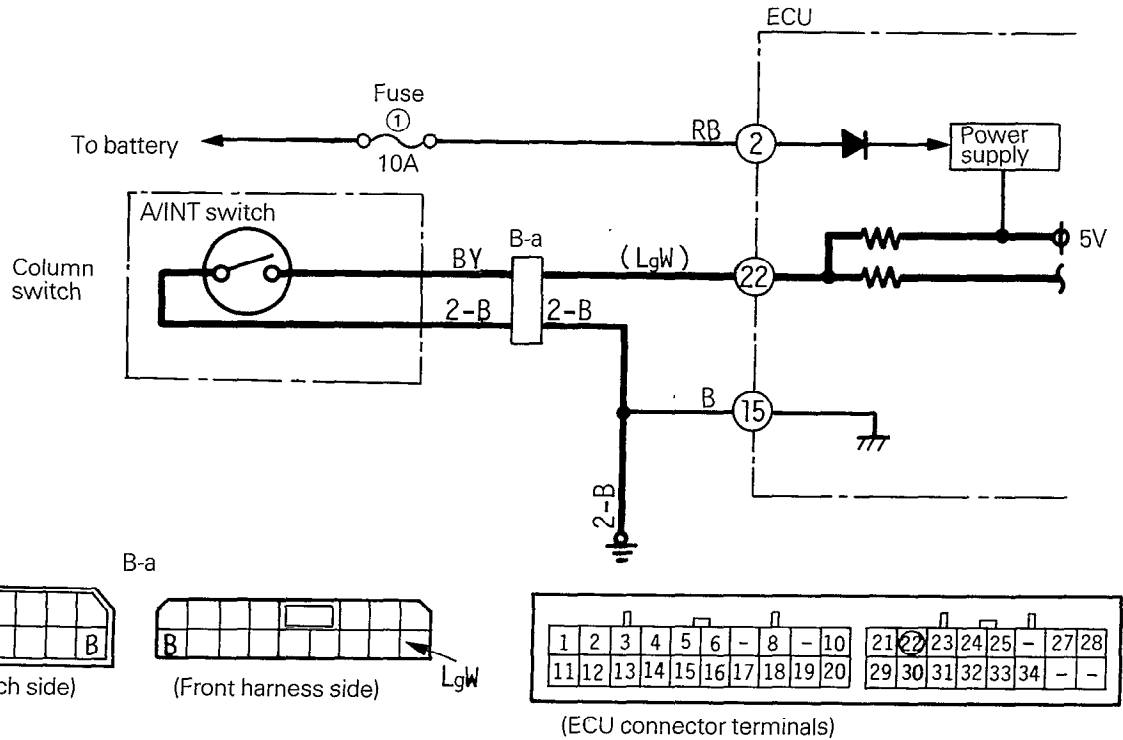 ECU
Fuse
①
To battery
10A
RB
2
Power
supply
A/INT switch
5V
Column
switch
BY
B-a
(LgW)
22
2-B
2-B
B
15
2-B
B-a
B
B
LgW
ch side)
(Front harness side)
1 2 3 4 5 6 - 8 - 10
21 22 23 24 25 - 27 28
11 12 13 14 15 16 17 18 19 20
29 30 31 32 33 34 - -
(ECU connector terminals)